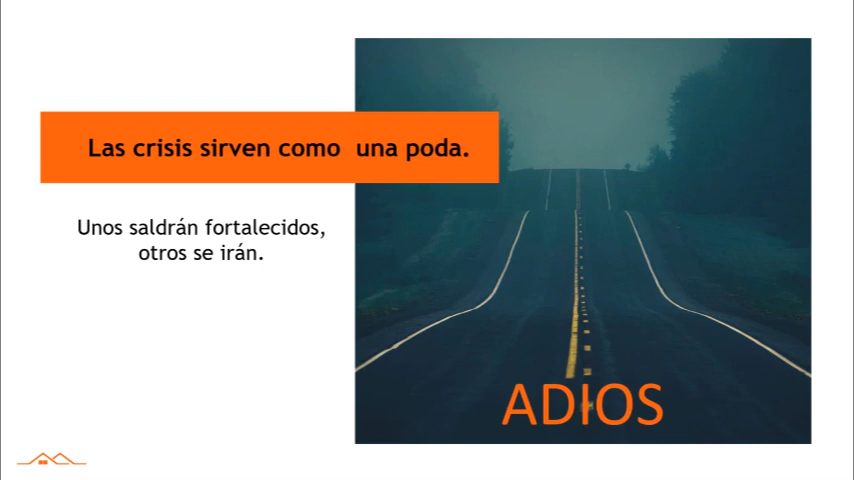 Las crisis sirven como  una poda.
Unos saldrán fortalecidos,
otros se irán.
ADIOS